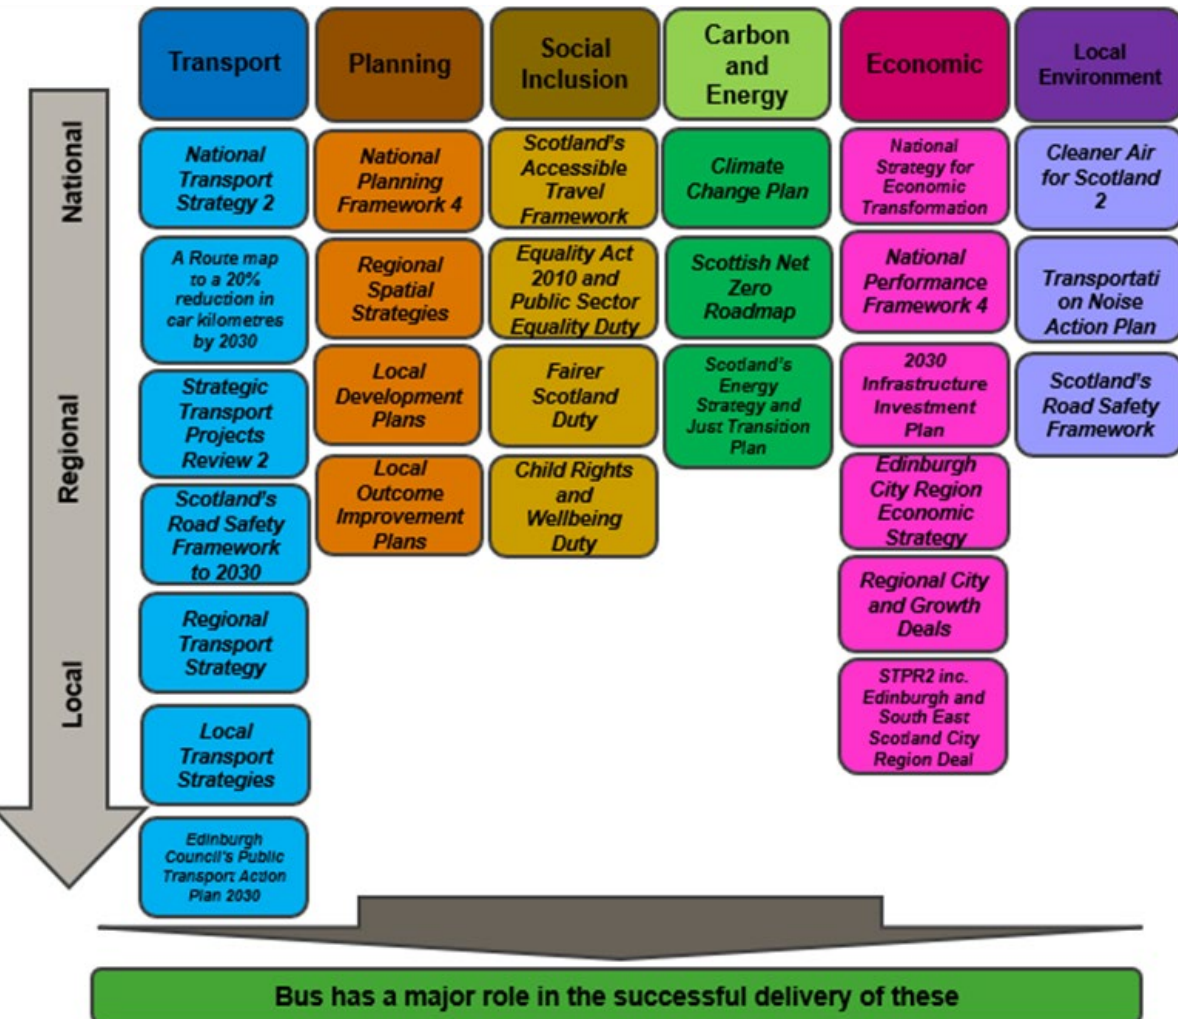 National
Regional
Local
Transport
National
Transport
Strategy 2
A Route map
to a 20%
reduction in
car kilometres
by 2030
Strategic
Transport
Projects
Review 2
Scotland's
Road Safety
Framework
to 2030
Regional
Transport
Strategy
Local
Transport
Strategies
Edinburgh
Council's Public
Transport Action
Plan 2030
Planning
National
Planning
Framework 4
Regional
Spatial
Strategies
Local
Development
Plans
Local
Outcome
Improvement
Plans
Social
Inclusion
Scotland's
Accessible
Travel
Framework
Equality Act
2010 and
Public Sector
Equality Duty
Fairer
Scotland
Duty
Child Rights
and
Wellbeing
Duty
Carbon
and
Energy
Climate
Change Plan
Scottish Net
Zero
Roadmap
Scotland's
Energy
Strategy and
Just Transition
Plan
Economic
National
Strategy for
Economic
Transformation
National
Performance
Framework 4
2030
Infrastructure
Investment
Plan
Edinburgh
City Region
Economic
Strategy
Regional City
and Growth
Deals
STPR2 inc.
Edinburgh and
South East
Scotland City
Region Deal
Local
Environment
Cleaner Air
for Scotland
2
Transportati
on Noise
Action Plan
Scotland's
Road Safety
Framework
Bus has a major role in the successful delivery of these